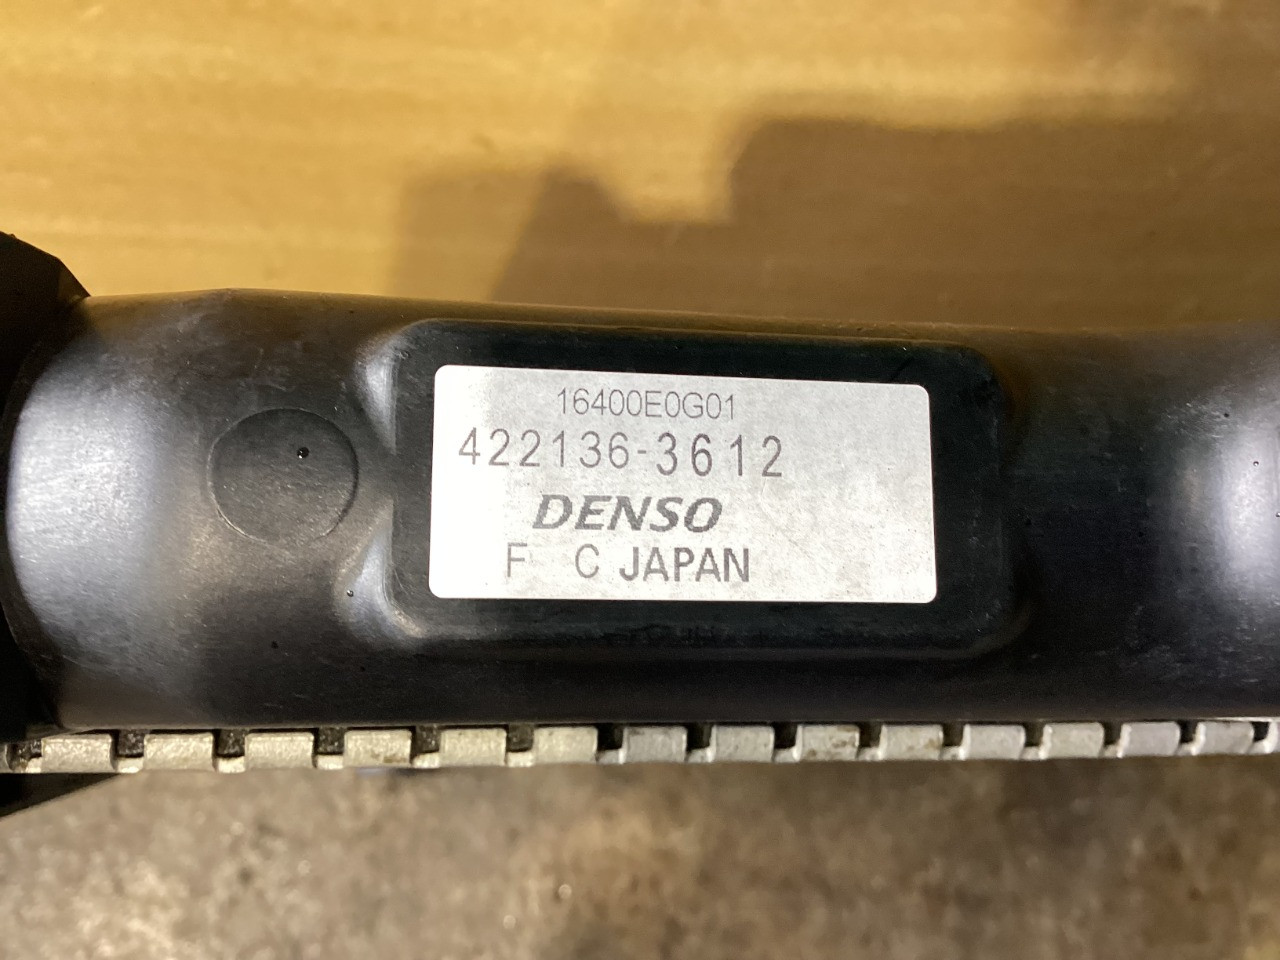 16400E0G01
422136-3612
DENSO
F C JAPAN